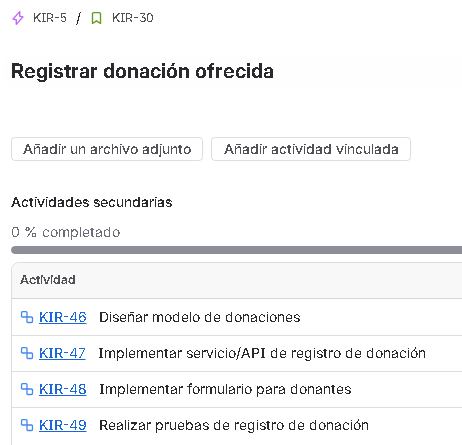 KIR-5 / KIR-30
Registrar donación ofrecida
Añadir un archivo adjunto Añadir actividad vinculada
Actividades secundarias
0 % completado
Actividad
KIR-46 Diseñar modelo de donaciones
KIR-47 Implementar servicio/API de registro de donación
KIR-48 Implementar formulario para donantes
KIR-49 Realizar pruebas de registro de donación